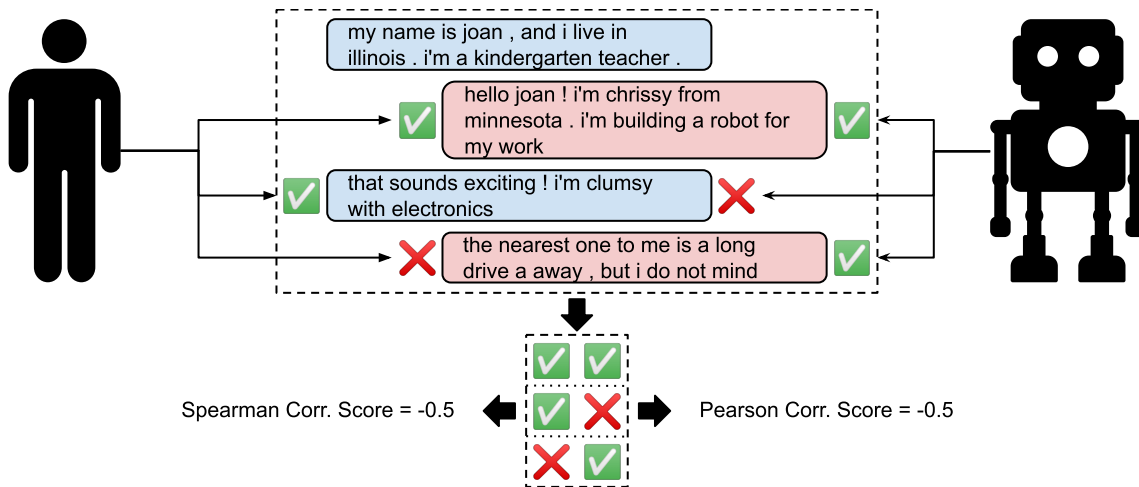 my name is joan , and i live in
illinois . i'm a kindergarten teacher .
hello joan ! i'm chrissy from
minnesota . i'm building a robot for
my work
that sounds exciting ! i'm clumsy
with electronics
the nearest one to me is a long
drive a away , but i do not mind
Spearman Corr. Score = -0.5
Pearson Corr. Score = -0.5